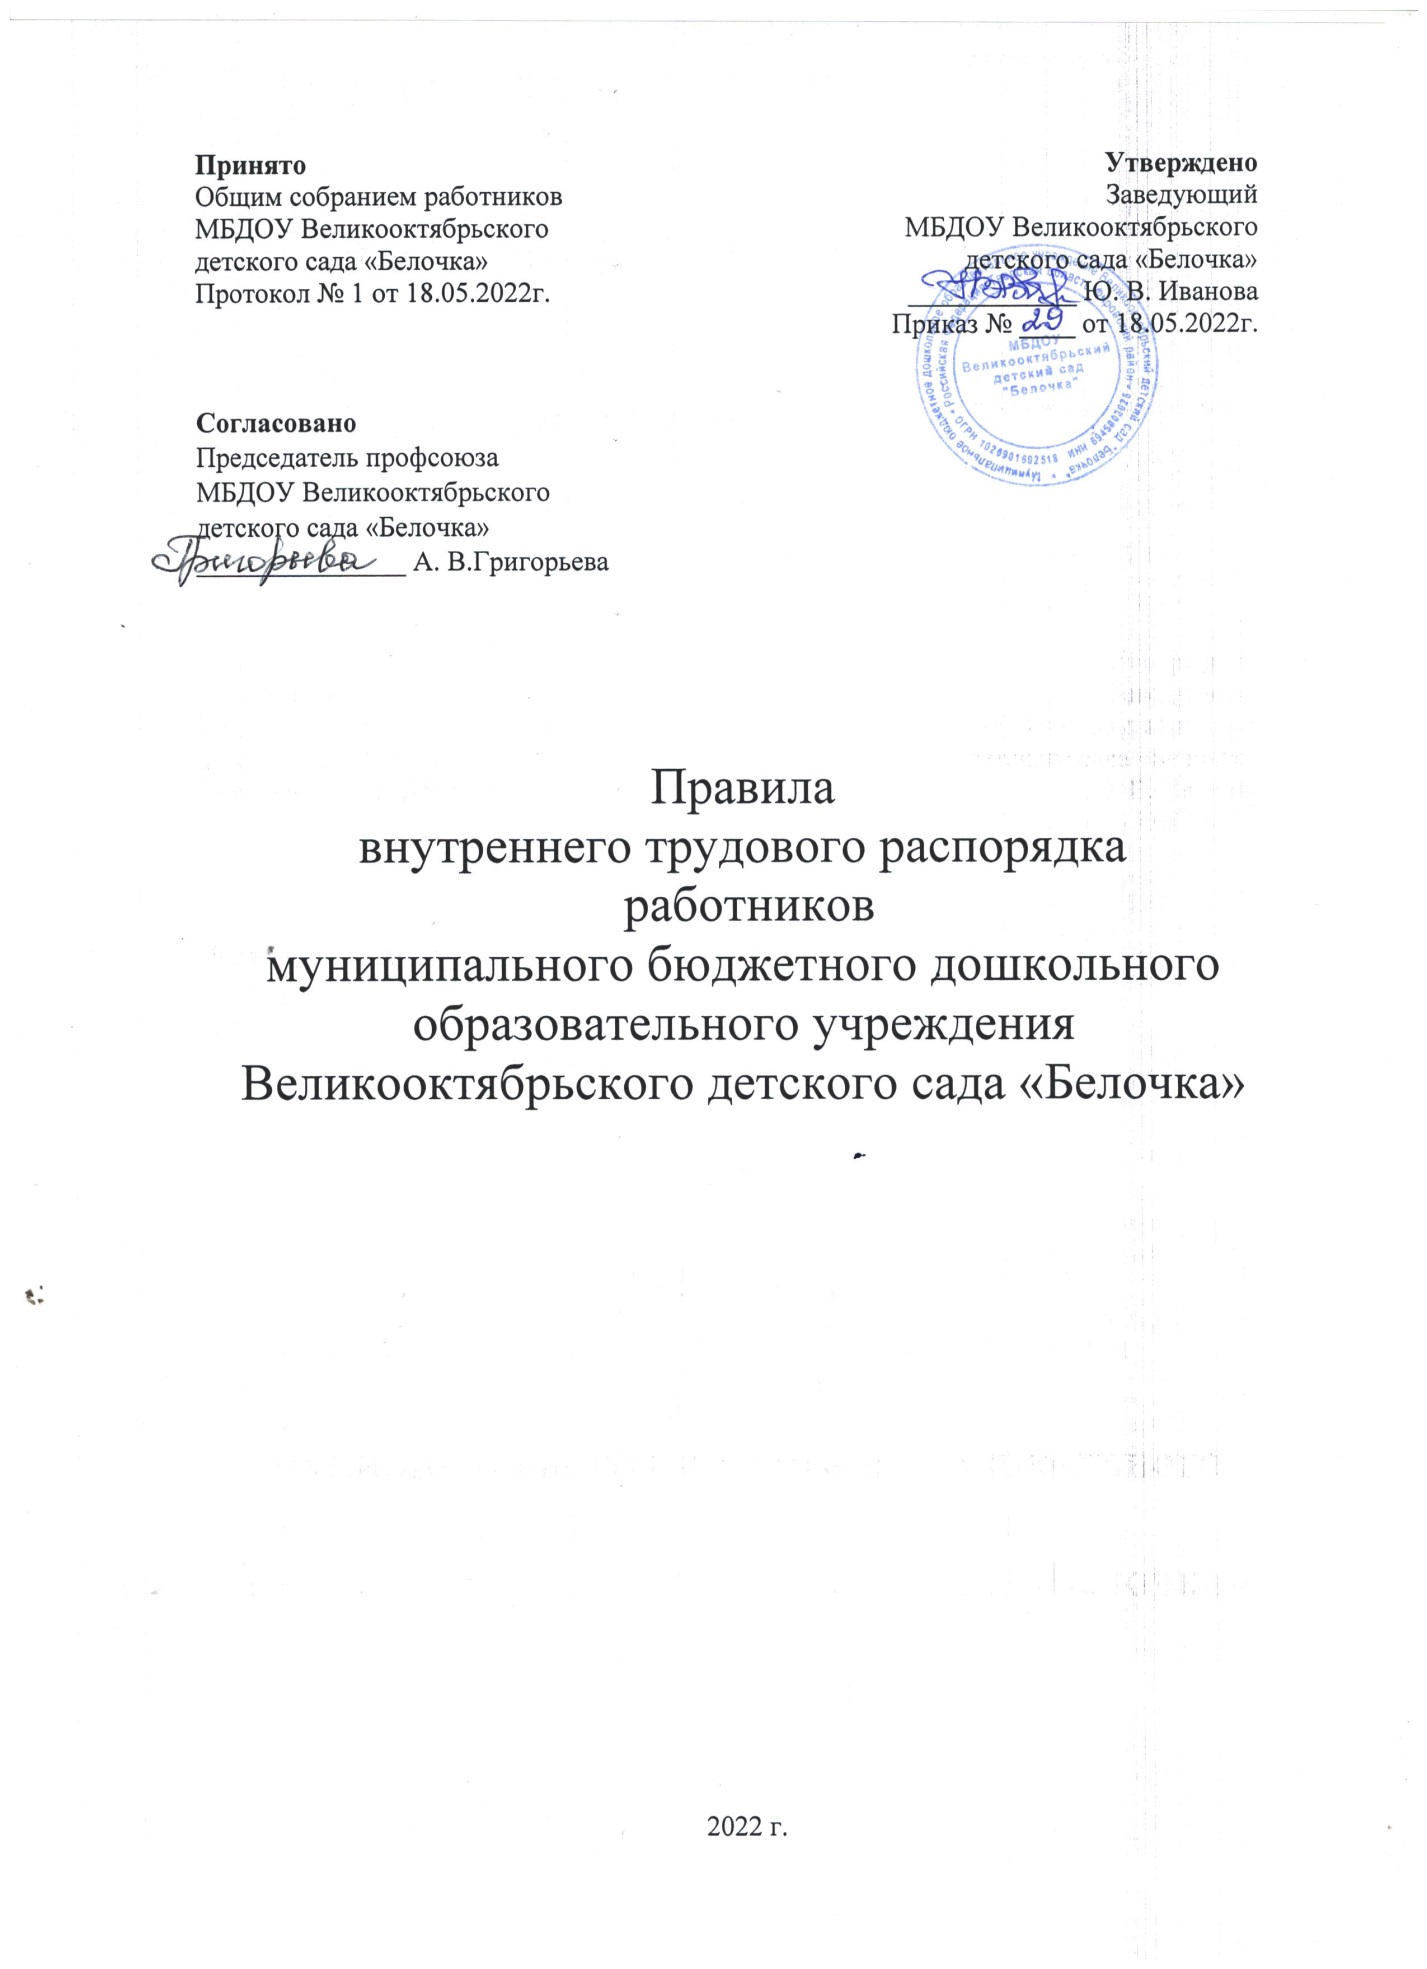 Принято
Общим собранием работников
МБДОУ Великооктябрьского
детского сада «Белочка»
Протокол № 1 от 18.05.2022г.
Утверждено
Заведующий
МБДОУ Великооктябрьского
детского сада «Белочка»
Ю. В. Иванова
Приказ № 29 от 18.05.2022г.
МБДОУ
Великооктябрьский
детский сад
"Белочка"
ОГРН 1026901602518
Согласовано
Председатель профсоюза
МБДОУ Великооктябрьского
детского сада «Белочка»
Григорьева А. В.Григорьева
Правила
внутреннего трудового распорядка
работников
муниципального бюджетного дошкольного
образовательного учреждения
Великооктябрьского детского сада «Белочка»
2022 г.